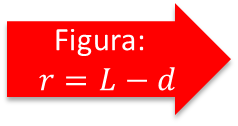 Figura:
r = L − d